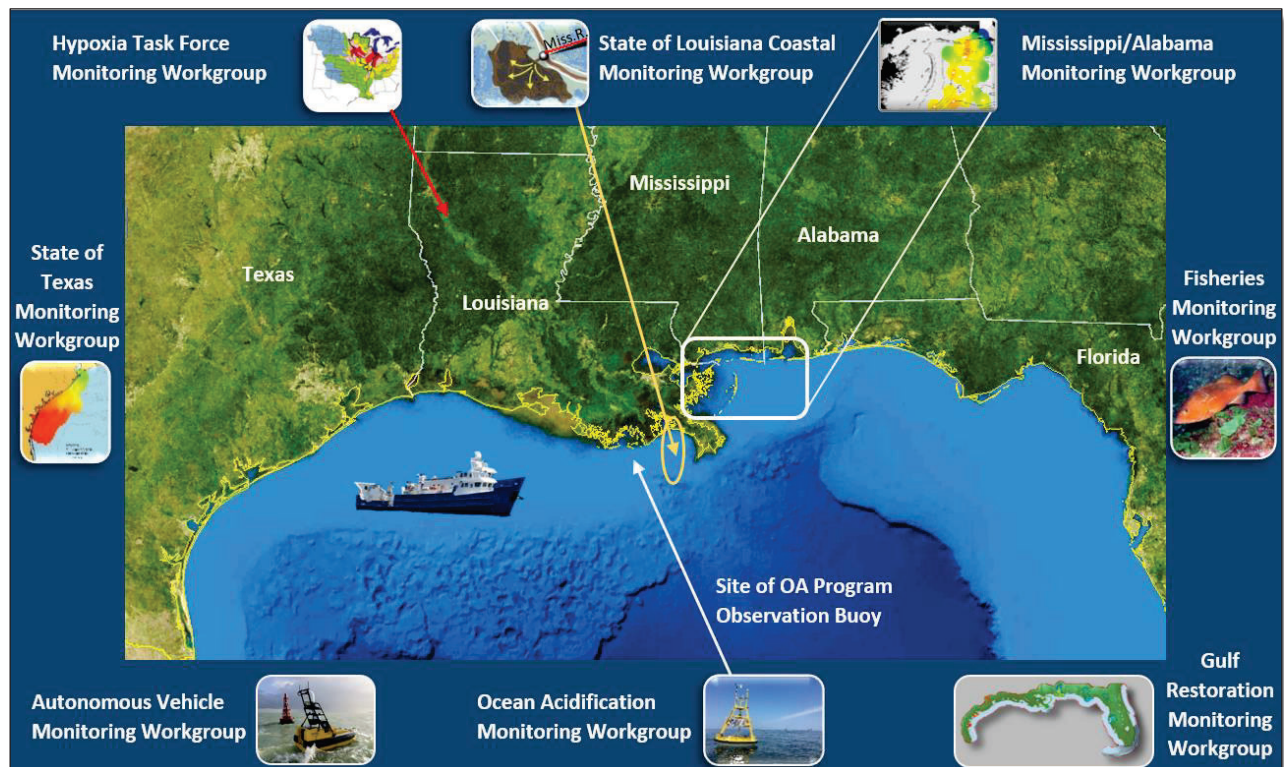 Hypoxia Task Force
Monitoring Workgroup
Miss.R.
State of Louisiana Coastal
Monitoring Workgroup
Mississippi/Alabama
Monitoring Workgroup
Mississippi
Alabama
State of
Texas
Monitoring
Workgroup
Texas
Louisiana
Fisheries
Monitoring
Workgroup
Florida
Site of OA Program
Observation Buoy
Autonomous Vehicle
Monitoring Workgroup
Ocean Acidification
Monitoring Workgroup
Gulf
Restoration
Monitoring
Workgroup